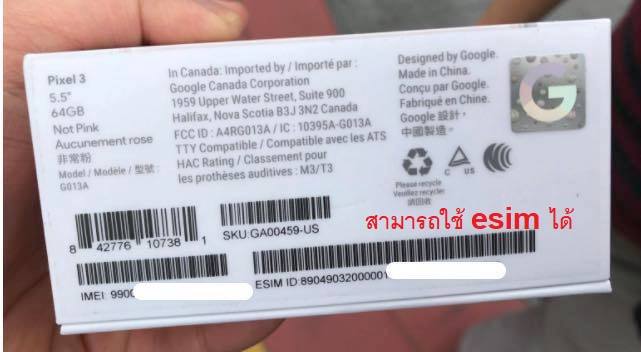 Pixel 3
5.5"
64GB
Not Pink
Aucunement rose
非常粉
Model / Modèle / 型號 :
G013A
In Canada: Imported by / Importé par :
Google Canada Corporation
1959 Upper Water Street, Suite 900
Halifax, Nova Scotia B3J 3N2 Canada
FCC ID : A4RG013A / IC : 10395A-G013A
TTY Compatible / Compatible avec les ATS
HAC Rating / Classement pour
les prothèses auditives : M3/T3
Designed by Google.
Made in China.
Conçu par Google.
Fabriqué en Chine.
Google 設計，
中國製造。
G
Please recycle
Veuillez recycler
請回收
C US
สามารถใช้ esim ได้
8 42776 10738 1
SKU:GA00459-US
IMEI: 990
ESIM ID:8904903200000